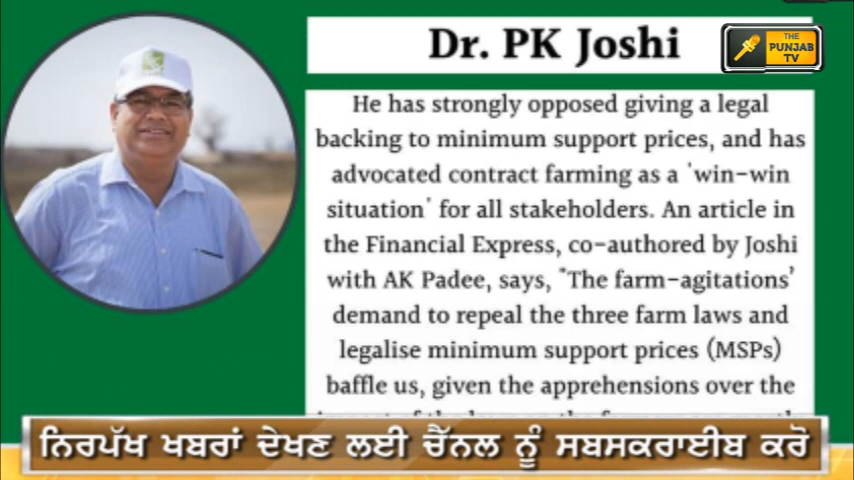 Dr. PK Joshi
THE
PUNJAB
TV
He has strongly opposed giving a legal
backing to minimum support prices, and has
advocated contract farming as a 'win-win
situation' for all stakeholders. An article in
the Financial Express, co-authored by Joshi
with AK Padee, says, "The farm-agitations'
demand to repeal the three farm laws and
legalise minimum support prices (MSPs)
baffle us, given the apprehensions over the
ਨਿਰਪੱਖ ਖਬਰਾਂ ਦੇਖਣ ਲਈ ਚੈੱਨਲ ਨੂੰ ਸਬਸਕਰਾਈਬ ਕਰੋ